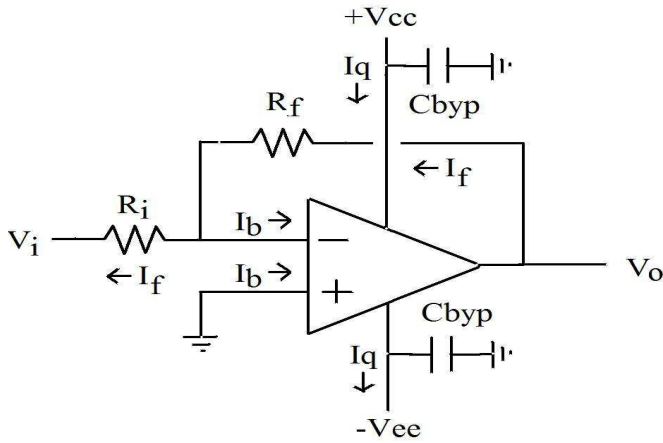 +Vcc
Iq
Cbyp
Rf
If
Ri
Ib
Vi
−
If
Ib
+
Vo
Cbyp
Iq
-Vee